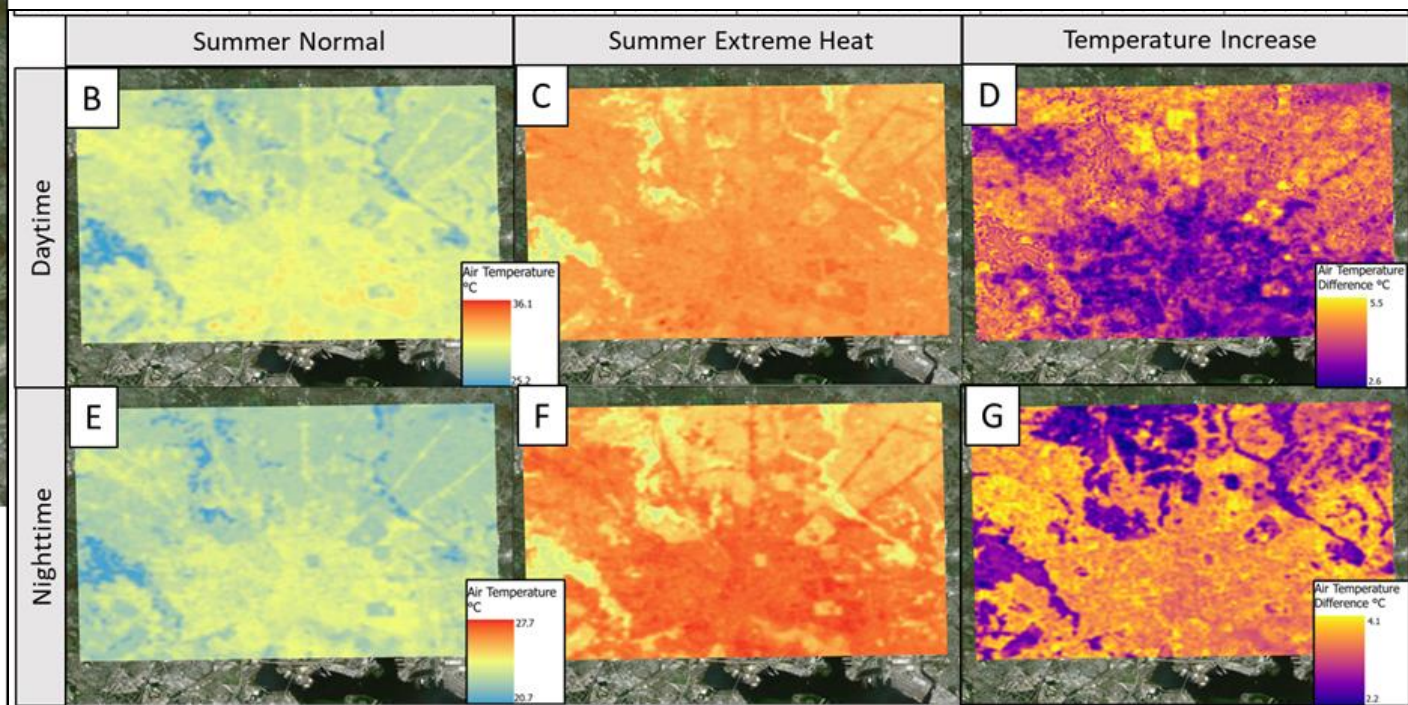 Summer Normal
Summer Extreme Heat
Temperature Increase
Daytime
B
C
D
Air Temperature
°C
36.1
25.2
Air Temperature
Difference °C
5.5
2.6
Nighttime
E
F
G
Air Temperature
°C
27.7
20.7
Air Temperature
Difference °C
4.1
2.2